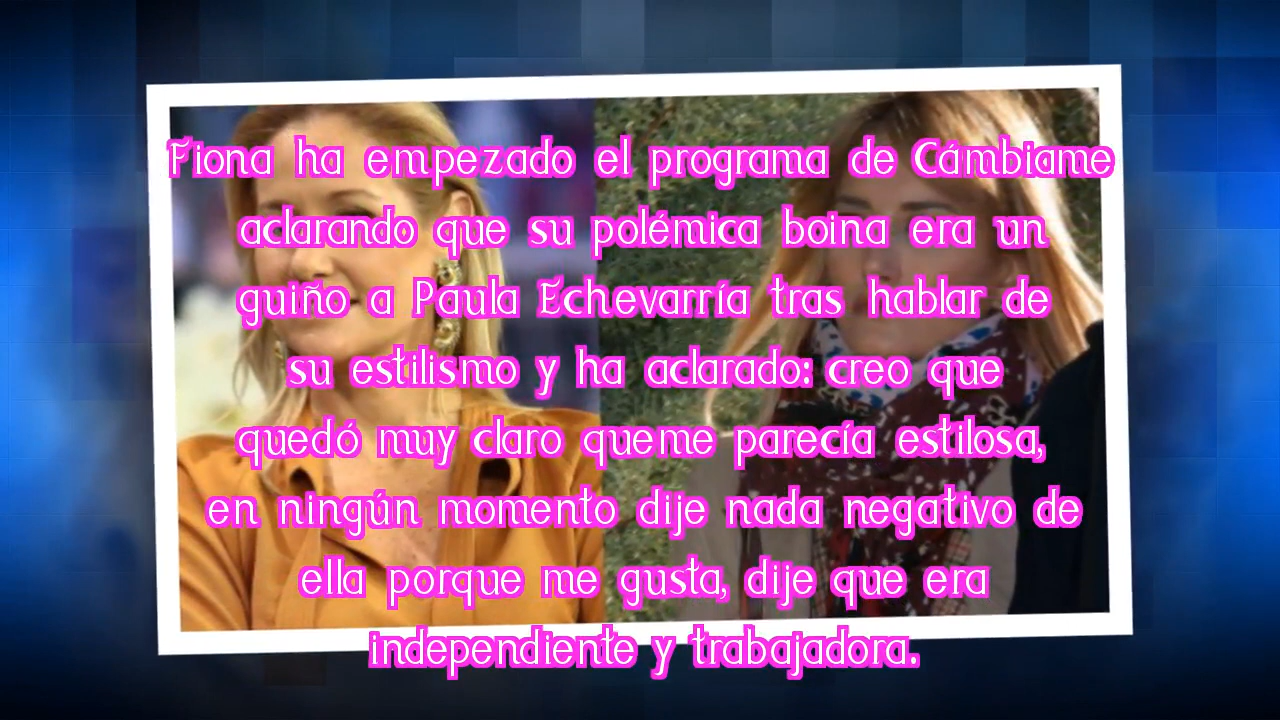 Fiona ha empezado el programa de Cámbiame
aclarando que su polémica boina era un
guiño a Paula Echevarría tras hablar de
su estilismo y ha aclarado: creo que
quedó muy claro queme parecía estilosa,
en ningún momento dije nada negativo de
ella porque me gusta, dije que era
independiente y trabajadora.